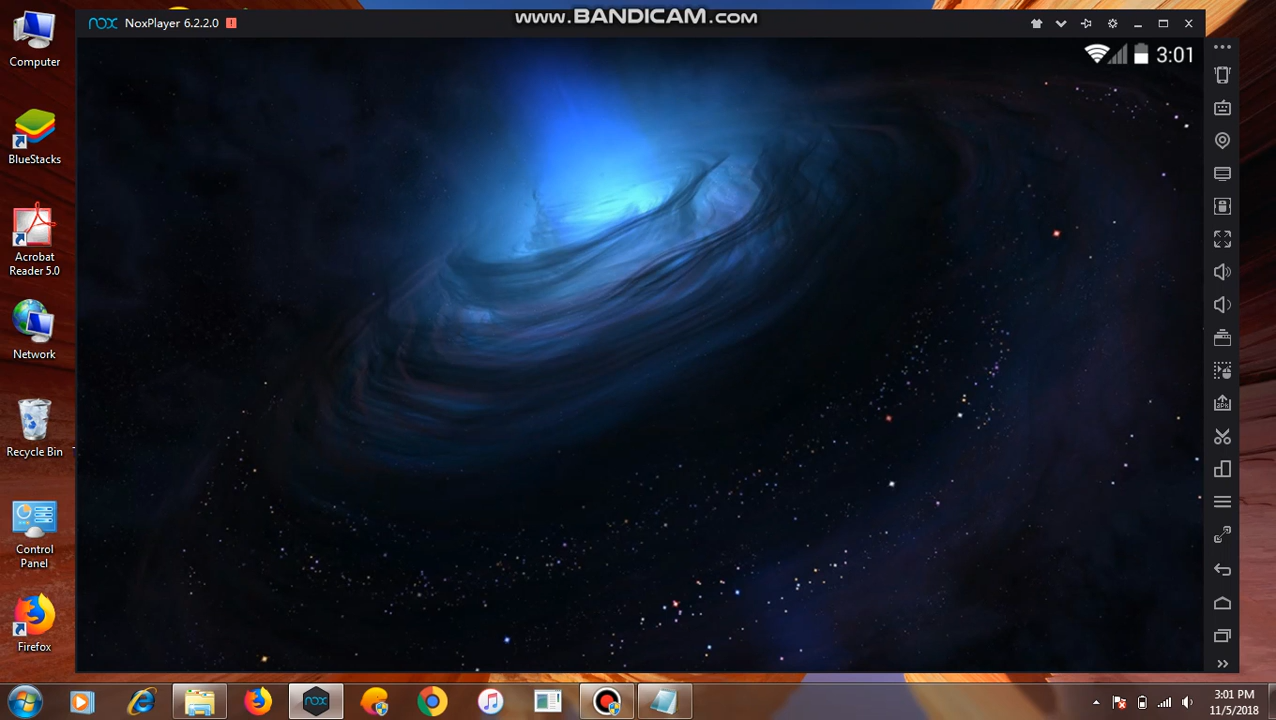 www.BANDICAM.com
nox NoxPlayer 6.2.2.0
3:01
Computer
BlueStacks
Acrobat
Reader 5.0
Network
Recycle Bin
Control
Panel
Firefox
nox
3:01 PM
11/5/2018